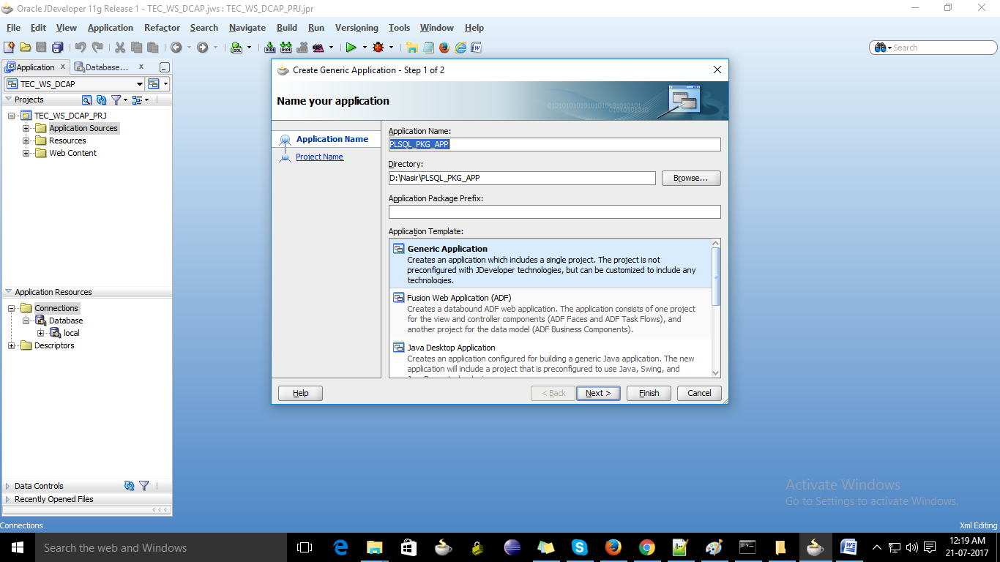 Oracle JDeveloper 11g Release 1 - TEC_WS_DCAP.jws : TEC_WS_DCAP_PRJ.jpr
File Edit View Application Refactor Search Navigate Build Run Versioning Tools Window Help
Search
Application Database...
TEC_WS_DCAP
Projects
TEC_WS_DCAP_PRJ
Application Sources
Resources
Web Content
Application Resources
Connections
Database
local
Descriptors
Data Controls
Recently Opened Files
Connections
Create Generic Application - Step 1 of 2
Name your application
Application Name
Project Name
Application Name:
PLSQL_PKG_APP
Directory:
D:\Nasir\PLSQL_PKG_APP
Browse...
Application Package Prefix:
Application Template:
Generic Application
Creates an application which includes a single project. The project is not
preconfigured with JDeveloper technologies, but can be customized to include any
technologies.
Fusion Web Application (ADF)
Creates a databound ADF web application. The application consists of one project
for the view and controller components (ADF Faces and ADF Task Flows), and
another project for the data model (ADF Business Components).
Java Desktop Application
Creates an application configured for building a generic Java application. The new
application will include a project that is preconfigured to use Java, Swing, and
Help
< Back
Next >
Finish
Cancel
Activate Windows
Go to Settings to activate Windows.
Xml Editing
Search the web and Windows
12:19 AM
21-07-2017